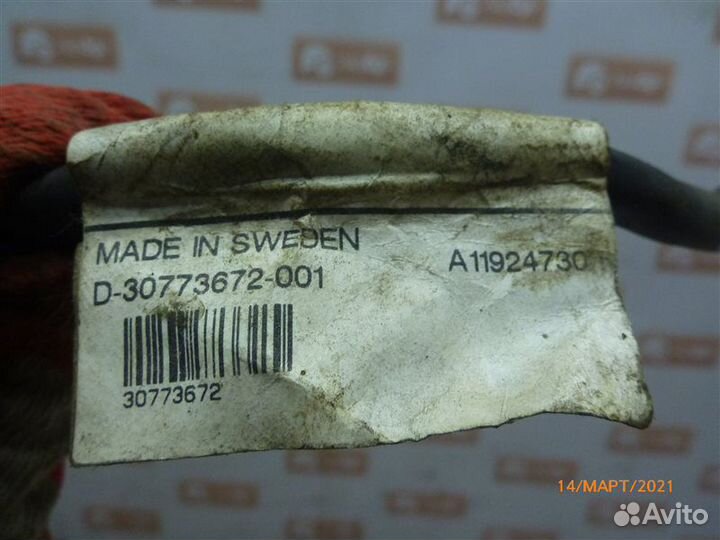 MADE IN SWEDEN
D-30773672-001
A11924730
30773672
14/МАРТ/2021
Avito